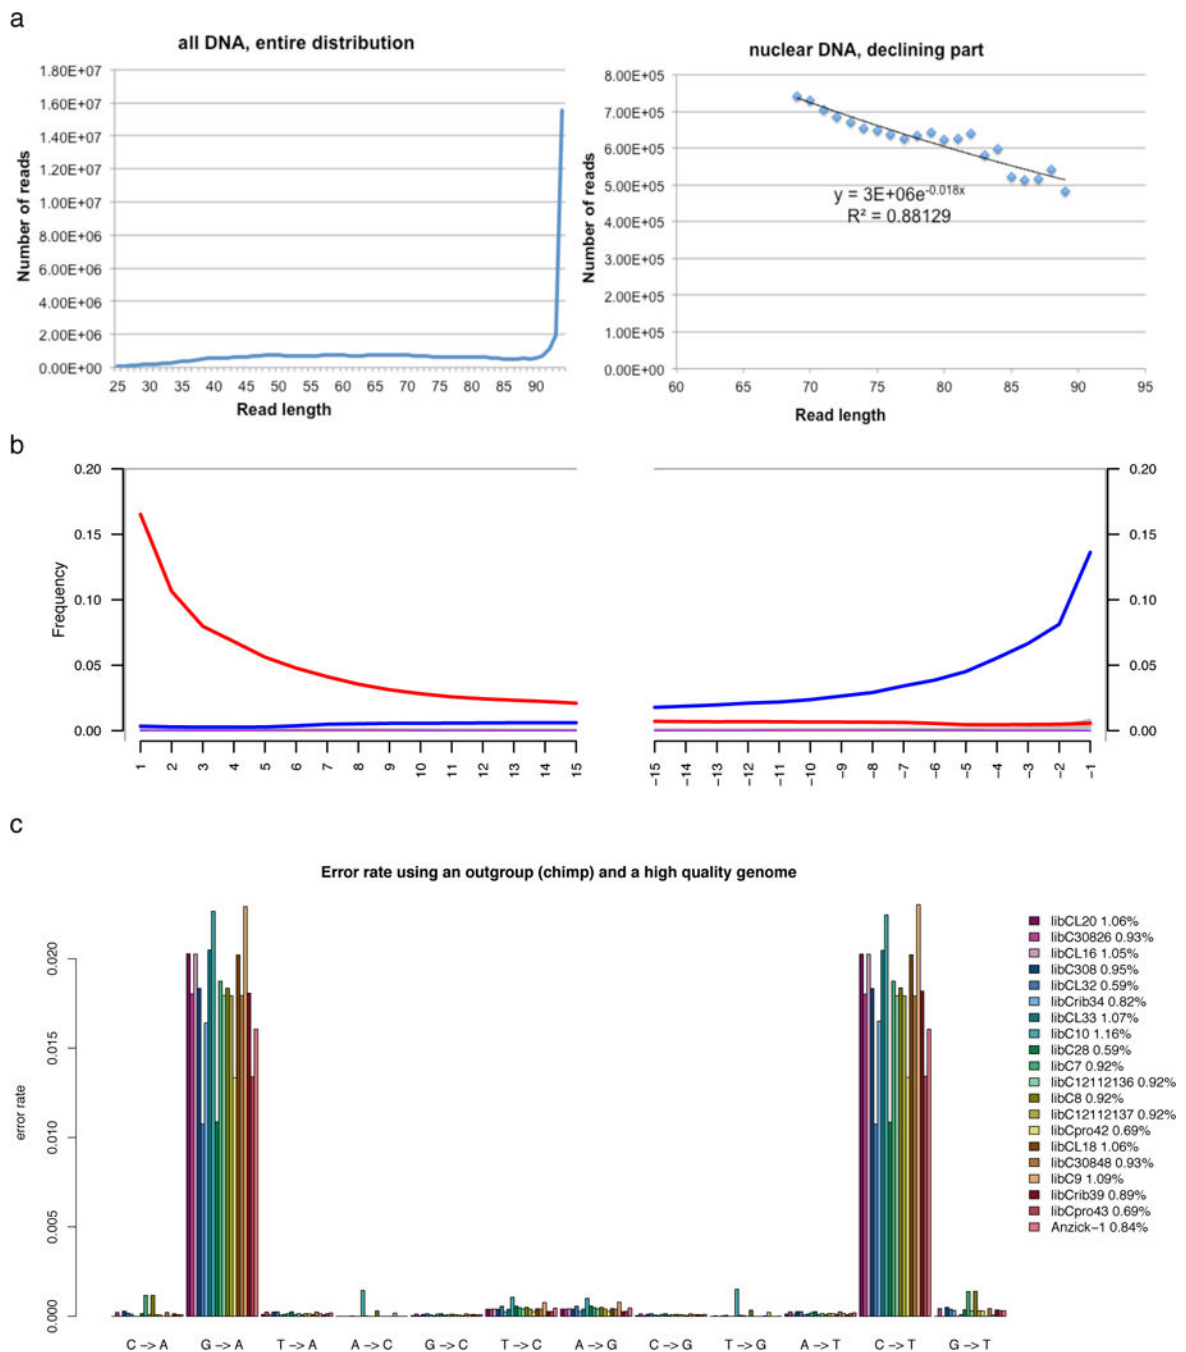 a
all DNA, entire distribution
1.80E+07
1.60E+07
1.40E+07
1.20E+07
1.00E+07
8.00E+06
6.00E+06
4.00E+06
2.00E+06
0.00E+00
Number of reads
25 30 35 40 45 50 55 60 65 70 75 80 85 90
Read length
nuclear DNA, declining part
8.00E+05
7.00E+05
6.00E+05
5.00E+05
4.00E+05
3.00E+05
2.00E+05
1.00E+05
0.00E+00
Number of reads
y = 3E+06e-0.018x
R² = 0.88129
60 65 70 75 80 85 90 95
Read length
b
0.20
0.15
0.10
0.05
0.00
Frequency
1 2 3 4 5 6 7 8 9 10 11 12 13 14 15
0.20
0.15
0.10
0.05
0.00
-15 -14 -13 -12 -11 -10 -9 -8 -7 -6 -5 -4 -3 -2 -1
c
Error rate using an outgroup (chimp) and a high quality genome
error rate
0.020
0.015
0.010
0.005
0.000
C -> A G -> A T -> A A -> C G -> C T -> C A -> G C -> G T -> G A -> T C -> T G -> T
libCL20 1.06%
libC30826 0.93%
libCL16 1.05%
libC308 0.95%
libCL32 0.59%
libCrib34 0.82%
libCL33 1.07%
libC10 1.16%
libC28 0.59%
libC7 0.92%
libC12112136 0.92%
libC8 0.92%
libC12112137 0.92%
libCpro42 0.69%
libCL18 1.06%
libC30848 0.93%
libC9 1.09%
libCrib39 0.89%
libCpro43 0.69%
Anzick-1 0.84%